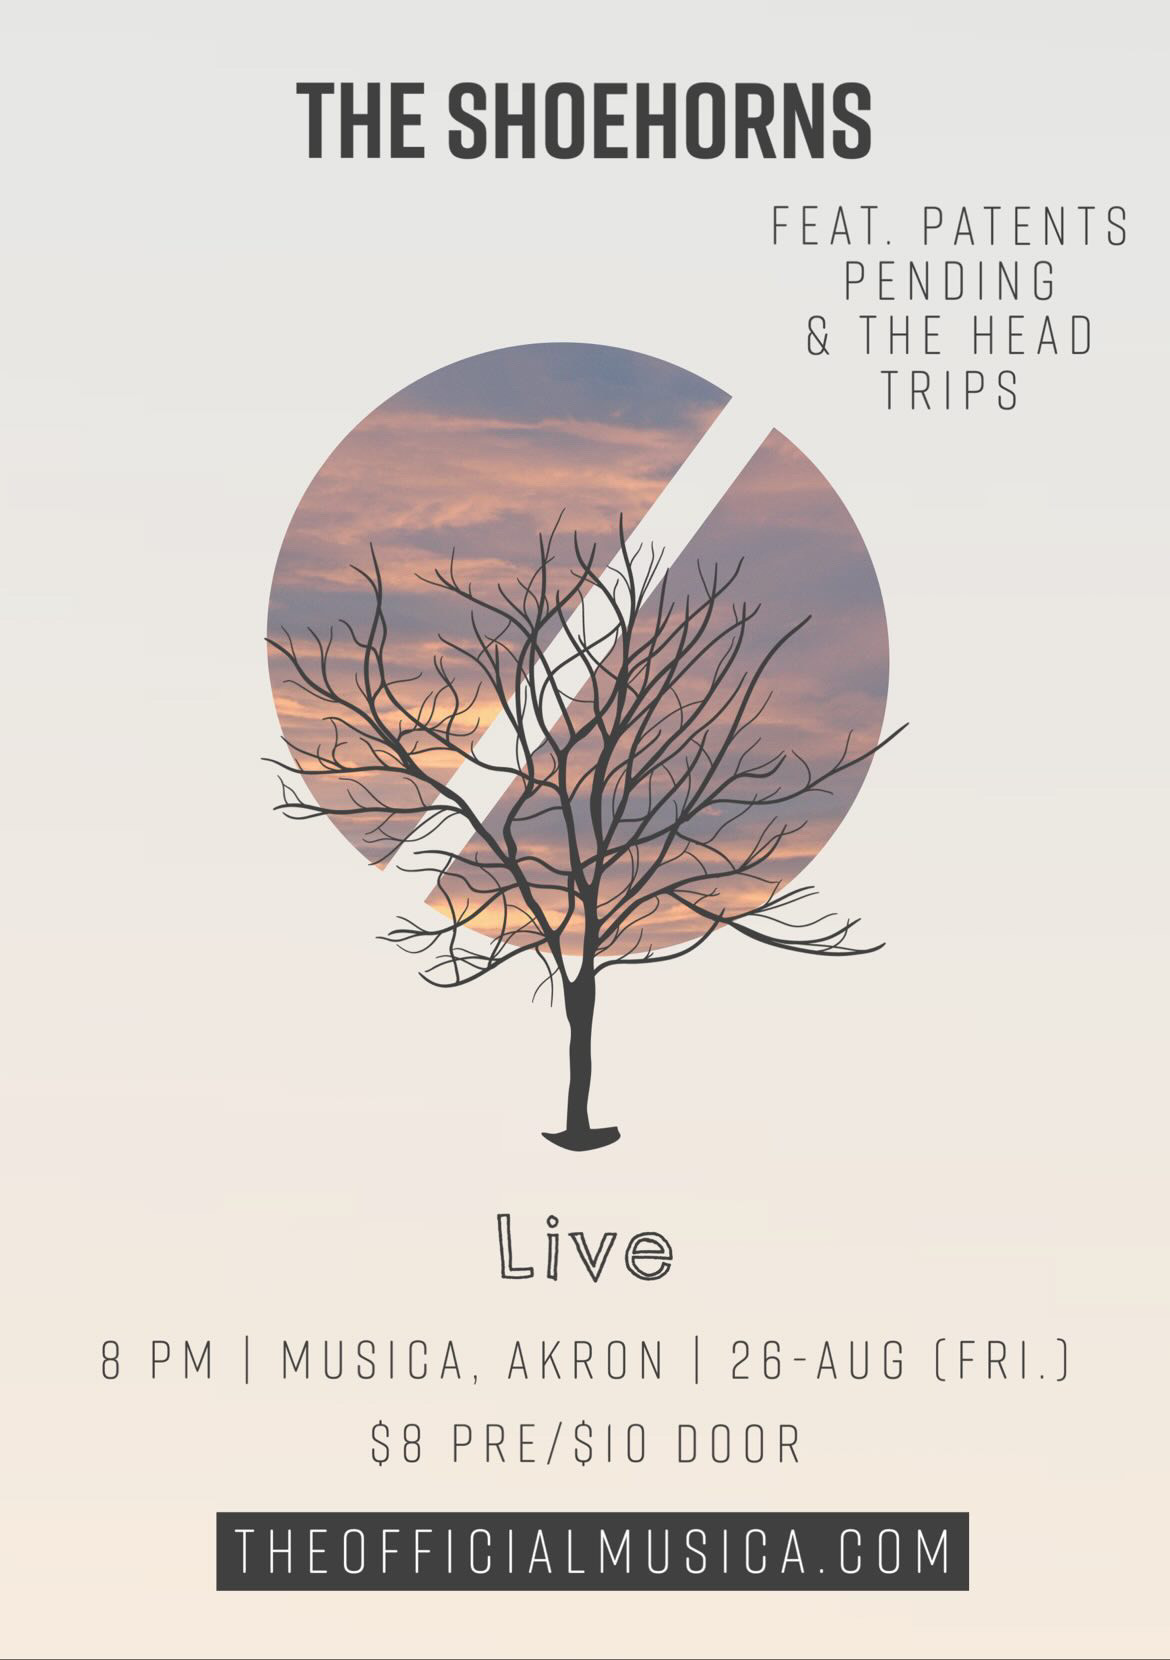 THE SHOEHORNS
FEAT. PATENTS
PENDING
& THE HEAD
TRIPS
Live
8 PM | MUSICA, AKRON | 26-AUG (FRI.)
$8 PRE/$10 DOOR
THEOFFICIALMUSICA.COM